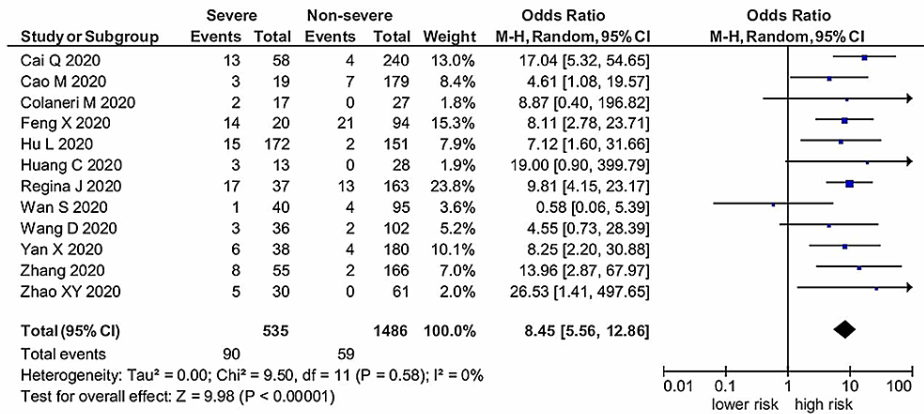 Severe Non-severe Odds Ratio Odds Ratio
Study or Subgroup Events Total Events Total Weight M-H, Random, 95% CI M-H, Random, 95% CI
Cai Q 2020 13 58 4 240 13.0% 17.04 [5.32, 54.65]
Cao M 2020 3 19 7 179 8.4% 4.61 [1.08, 19.57]
Colaneri M 2020 2 17 0 27 1.8% 8.87 [0.40, 196.82]
Feng X 2020 14 20 21 94 15.3% 8.11 [2.78, 23.71]
Hu L 2020 15 172 2 151 7.9% 7.12 [1.60, 31.66]
Huang C 2020 3 13 0 28 1.9% 19.00 [0.90, 399.79]
Regina J 2020 17 37 13 163 23.8% 9.81 [4.15, 23.17]
Wan S 2020 1 40 4 95 3.6% 0.58 [0.06, 5.39]
Wang D 2020 3 36 2 102 5.2% 4.55 [0.73, 28.39]
Yan X 2020 6 38 4 180 10.1% 8.25 [2.20, 30.88]
Zhang 2020 8 55 2 166 7.0% 13.96 [2.87, 67.97]
Zhao XY 2020 5 30 0 61 2.0% 26.53 [1.41, 497.65]
Total (95% CI) 535 1486 100.0% 8.45 [5.56, 12.86]
Total events 90 59
Heterogeneity: Tau² = 0.00; Chi² = 9.50, df = 11 (P = 0.58); I² = 0%
Test for overall effect: Z = 9.98 (P < 0.00001)
0.01 0.1 1 10 100
lower risk high risk